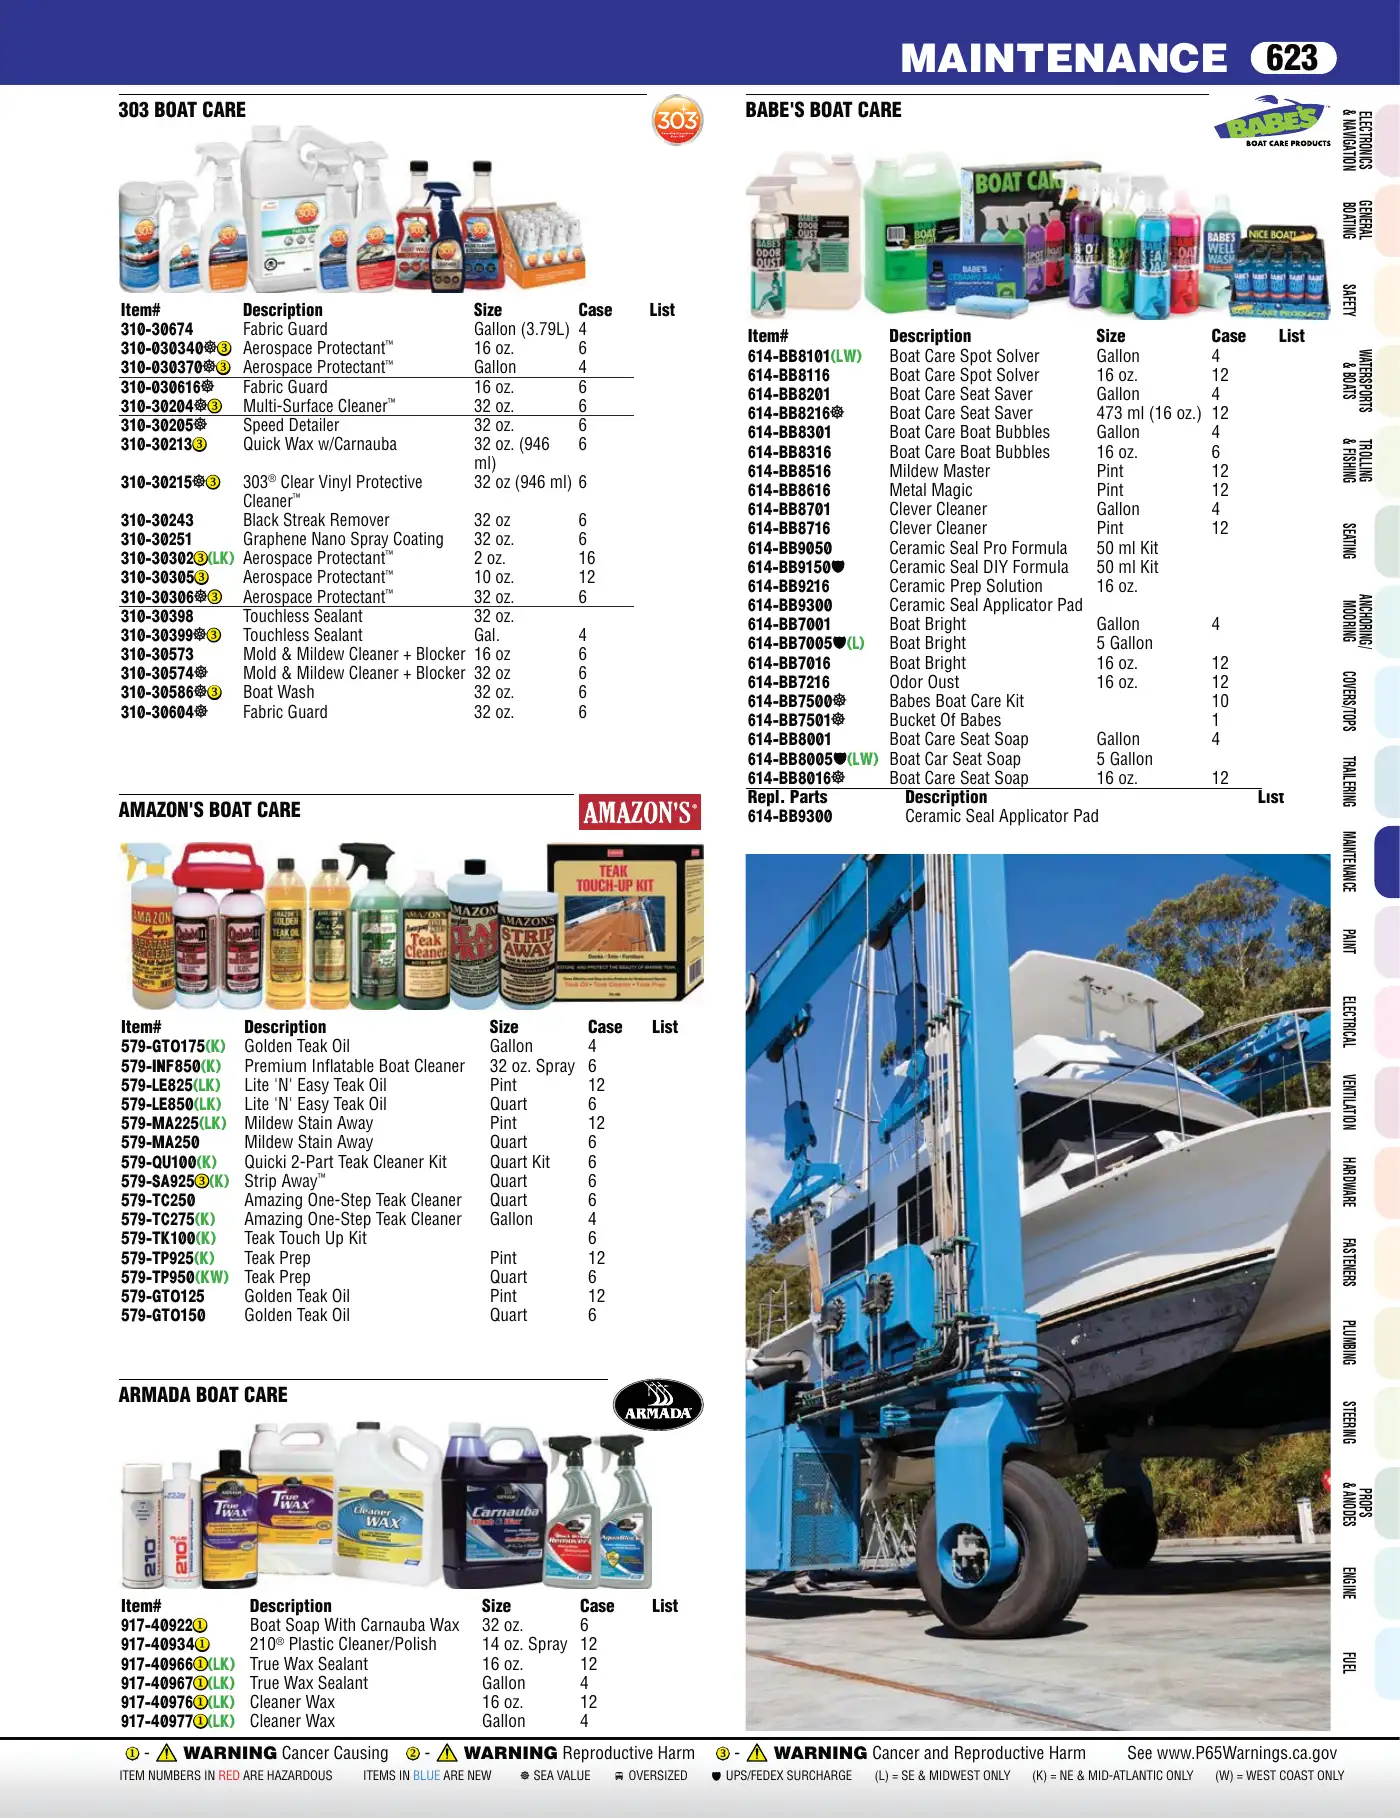 MAINTENANCE 623
303 BOAT CARE
303
Item# Description Size Case List
310-30674 Fabric Guard Gallon (3.79L) 4
310-030340☸③ Aerospace Protectant™ 16 oz. 6
310-030370☸③ Aerospace Protectant™ Gallon 4
310-030616☸ Fabric Guard 16 oz. 6
310-30204☸③ Multi-Surface Cleaner™ 32 oz. 6
310-30205☸ Speed Detailer 32 oz. 6
310-30213③ Quick Wax w/Carnauba 32 oz. (946 6
ml)
310-30215☸③ 303® Clear Vinyl Protective 32 oz (946 ml) 6
Cleaner™
310-30243 Black Streak Remover 32 oz 6
310-30251 Graphene Nano Spray Coating 32 oz. 6
310-30302③(LK) Aerospace Protectant™ 2 oz. 16
310-30305③ Aerospace Protectant™ 10 oz. 12
310-30306☸③ Aerospace Protectant™ 32 oz. 6
310-30398 Touchless Sealant 32 oz.
310-30399☸③ Touchless Sealant Gal. 4
310-30573 Mold & Mildew Cleaner + Blocker 16 oz 6
310-30574☸ Mold & Mildew Cleaner + Blocker 32 oz 6
310-30586☸③ Boat Wash 32 oz. 6
310-30604☸ Fabric Guard 32 oz. 6
AMAZON'S BOAT CARE
AMAZON'S®
TEAK
TOUCH-UP KIT
Item# Description Size Case List
579-GTO175(K) Golden Teak Oil Gallon 4
579-INF850(K) Premium Inflatable Boat Cleaner 32 oz. Spray 6
579-LE825(LK) Lite 'N' Easy Teak Oil Pint 12
579-LE850(LK) Lite 'N' Easy Teak Oil Quart 6
579-MA225(LK) Mildew Stain Away Pint 12
579-MA250 Mildew Stain Away Quart 6
579-QU100(K) Quicki 2-Part Teak Cleaner Kit Quart Kit 6
579-SA925③(K) Strip Away™ Quart 6
579-TC250 Amazing One-Step Teak Cleaner Quart 6
579-TC275(K) Amazing One-Step Teak Cleaner Gallon 4
579-TK100(K) Teak Touch Up Kit 6
579-TP925(K) Teak Prep Pint 12
579-TP950(KW) Teak Prep Quart 6
579-GTO125 Golden Teak Oil Pint 12
579-GTO150 Golden Teak Oil Quart 6
ARMADA BOAT CARE
ARMADA
Item# Description Size Case List
917-40922① Boat Soap With Carnauba Wax 32 oz. 6
917-40934① 210® Plastic Cleaner/Polish 14 oz. Spray 12
917-40966①(LK) True Wax Sealant 16 oz. 12
917-40967①(LK) True Wax Sealant Gallon 4
917-40976①(LK) Cleaner Wax 16 oz. 12
917-40977①(LK) Cleaner Wax Gallon 4
BABE'S BOAT CARE
BABE'S
BOAT CARE PRODUCTS
Item# Description Size Case List
614-BB8101(LW) Boat Care Spot Solver Gallon 4
614-BB8116 Boat Care Spot Solver 16 oz. 12
614-BB8201 Boat Care Seat Saver Gallon 4
614-BB8216☸ Boat Care Seat Saver 473 ml (16 oz.) 12
614-BB8301 Boat Care Boat Bubbles Gallon 4
614-BB8316 Boat Care Boat Bubbles 16 oz. 6
614-BB8516 Mildew Master Pint 12
614-BB8616 Metal Magic Pint 12
614-BB8701 Clever Cleaner Gallon 4
614-BB8716 Clever Cleaner Pint 12
614-BB9050 Ceramic Seal Pro Formula 50 ml Kit
614-BB9150 Ceramic Seal DIY Formula 50 ml Kit
614-BB9216 Ceramic Prep Solution 16 oz.
614-BB9300 Ceramic Seal Applicator Pad
614-BB7001 Boat Bright Gallon 4
614-BB7005(L) Boat Bright 5 Gallon
614-BB7016 Boat Bright 16 oz. 12
614-BB7216 Odor Oust 16 oz. 12
614-BB7500☸ Babes Boat Care Kit 10
614-BB7501☸ Bucket Of Babes 1
614-BB8001 Boat Care Seat Soap Gallon 4
614-BB8005(LW) Boat Car Seat Soap 5 Gallon
614-BB8016☸ Boat Care Seat Soap 16 oz. 12
Repl. Parts Description List
614-BB9300 Ceramic Seal Applicator Pad
ELECTRONICS
& NAVIGATION
GENERAL
BOATING
SAFETY
WATERSPORTS
& BOATS
TROLLING
& FISHING
SEATING
ANCHORING/
MOORING
COVERS/TOPS
TRAILERING
MAINTENANCE
PAINT
ELECTRICAL
VENTILATION
HARDWARE
FASTENERS
PLUMBING
STEERING
PROPS
& ANODES
ENGINE
FUEL
① - ⚠ WARNING Cancer Causing ② - ⚠ WARNING Reproductive Harm ③ - ⚠ WARNING Cancer and Reproductive Harm See www.P65Warnings.ca.gov
ITEM NUMBERS IN RED ARE HAZARDOUS ITEMS IN BLUE ARE NEW ☸ SEA VALUE OVERSIZED UPS/FEDEX SURCHARGE (L) = SE & MIDWEST ONLY (K) = NE & MID-ATLANTIC ONLY (W) = WEST COAST ONLY